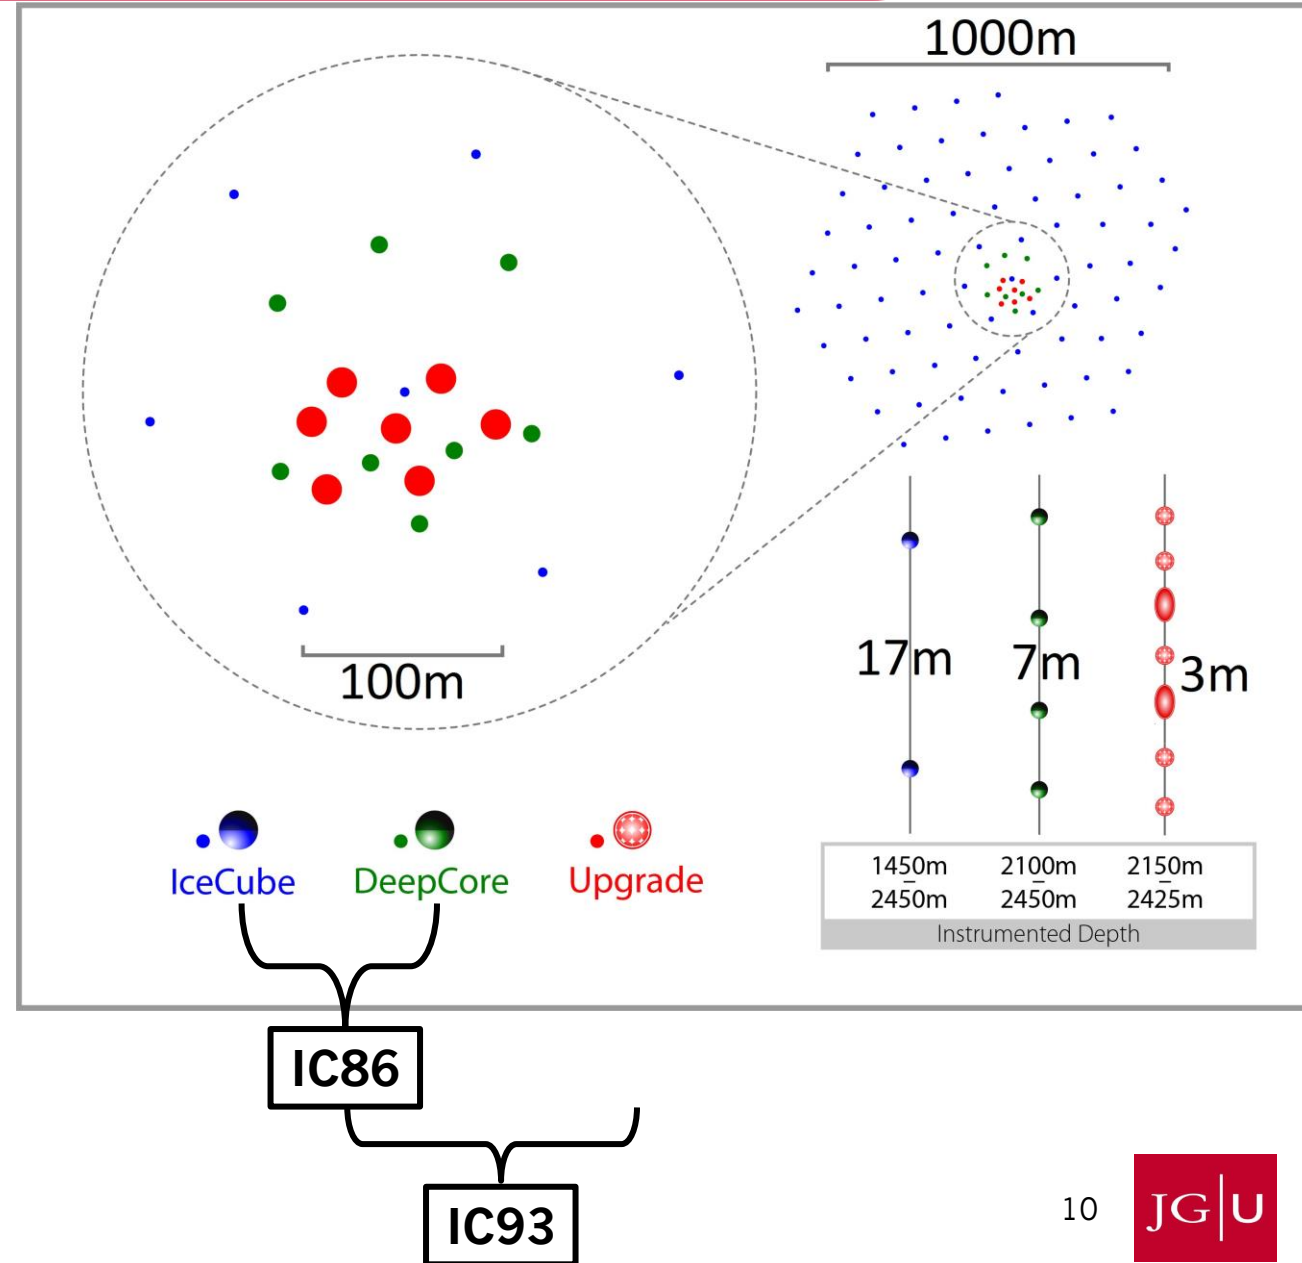 1000m
100m
17m
7m
3m
IceCube
DeepCore
Upgrade
1450m
–
2450m
2100m
–
2450m
2150m
–
2425m
Instrumented Depth
IC86
IC93
10
JG|U